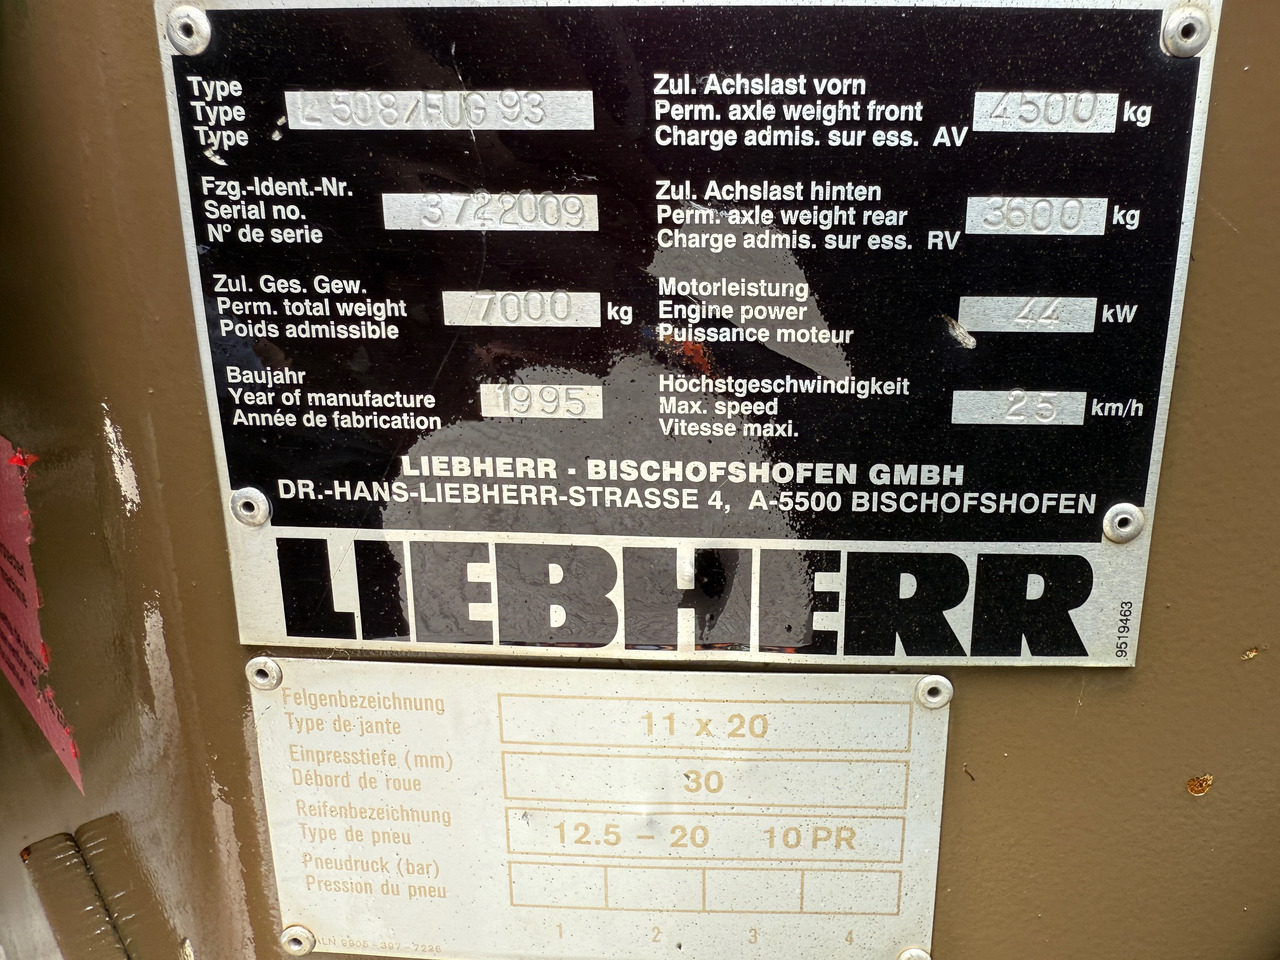 Type
Type
Type
L 508/FUG 93
Fzg.-Ident.-Nr.
Serial no.
N° de serie
3722009
Zul. Ges. Gew.
Perm. total weight
Poids admissible
7000 kg
Baujahr
Year of manufacture
Année de fabrication
1995
Zul. Achslast vorn
Perm. axle weight front
Charge admis. sur ess. AV
4500 kg
Zul. Achslast hinten
Perm. axle weight rear
Charge admis. sur ess. RV
3600 kg
Motorleistung
Engine power
Puissance moteur
44 kW
Höchstgeschwindigkeit
Max. speed
Vitesse maxi.
25 km/h
LIEBHERR - BISCHOFSHOFEN GMBH
DR.-HANS-LIEBHERR-STRASSE 4, A-5500 BISCHOFSHOFEN
LIEBHERR
9519463
Felgenbezeichnung
Type de jante
11 x 20
Einpresstiefe (mm)
Débord de roue
30
Reifenbezeichnung
Type de pneu
12.5 - 20 10 PR
Pneudruck (bar)
Pression du pneu
1 2 3 4